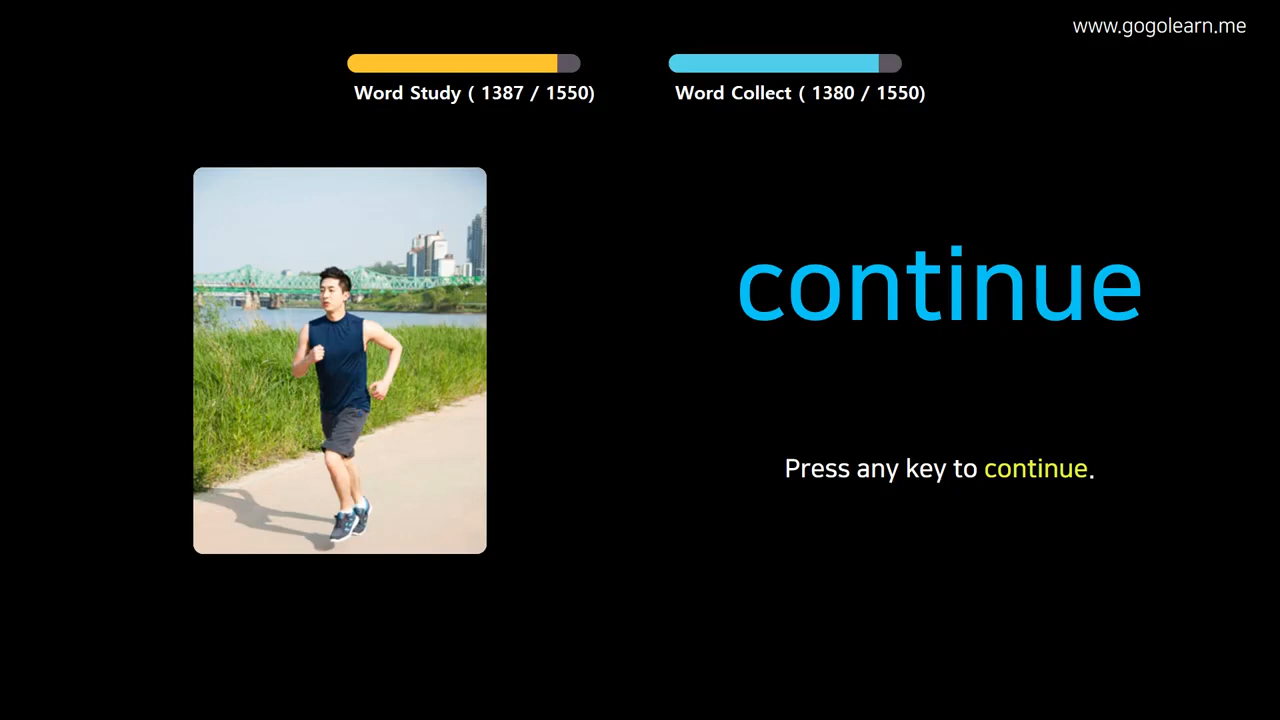 www.gogolearn.me
Word Study ( 1387 / 1550)
Word Collect ( 1380 / 1550)
continue
Press any key to continue.